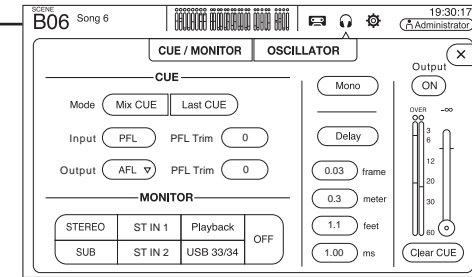 SCENE
B06 Song 6
19:30:17
Administrator
CUE / MONITOR OSCILLATOR
Output
ON
CUE
Mode Mix CUE Last CUE
Input PFL PFL Trim 0
Output AFL PFL Trim 0
MONITOR
STEREO ST IN 1 Playback OFF
SUB ST IN 2 USB 33/34
Mono
Delay
0.03 frame
0.3 meter
1.1 feet
1.00 ms
OVER -∞
3
6
12
20
30
60
Clear CUE